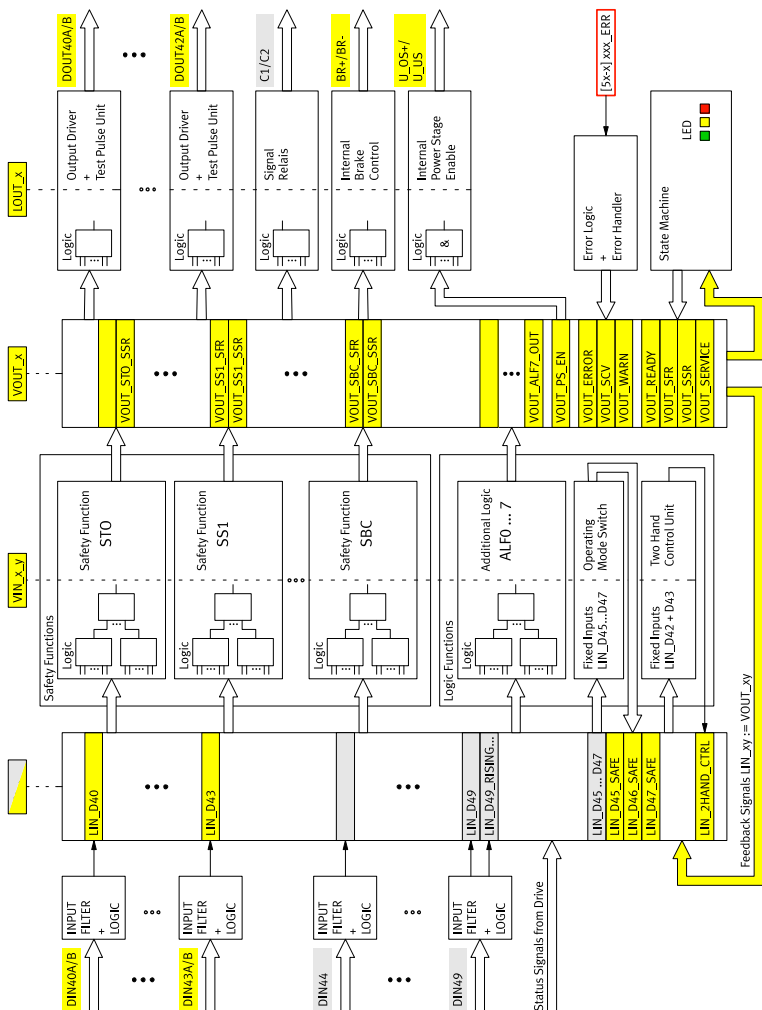 DIN40A/B
DIN43A/B
DIN44
DIN49
INPUT
FILTER
+
LOGIC
INPUT
FILTER
+
LOGIC
INPUT
FILTER
+
LOGIC
INPUT
FILTER
+
LOGIC
Status Signals from Drive
LIN_D40
LIN_D43
LIN_D49
LIN_D49_RISING...
LIN_D45 ... D47
LIN_D45_SAFE
LIN_D46_SAFE
LIN_D47_SAFE
LIN_2HAND_CTRL
Feedback Signals LIN_xy := VOUT_xy
VIN_x_y
Safety Functions
Logic
Safety Function
STO
Logic
Safety Function
SS1
Logic
Safety Function
SBC
Logic Functions
Logic
Additional Logic
ALF0 ... 7
Fixed Inputs
LIN_D45...D47
Operating
Mode Switch
Fixed Inputs
LIN_D42 + D43
Two Hand
Control Unit
VOUT_x
VOUT_STO_SSR
VOUT_SS1_SFR
VOUT_SS1_SSR
VOUT_SBC_SFR
VOUT_SBC_SSR
VOUT_ALF7_OUT
VOUT_PS_EN
VOUT_ERROR
VOUT_SCV
VOUT_WARN
VOUT_READY
VOUT_SFR
VOUT_SSR
VOUT_SERVICE
LOUT_x
Logic
Output Driver
+
Test Pulse Unit
Logic
Output Driver
+
Test Pulse Unit
Logic
Signal
Relais
Logic
Internal
Brake
Control
Logic
&
Internal
Power Stage
Enable
Error Logic
+
Error Handler
State Machine
LED
DOUT40A/B
DOUT42A/B
C1/C2
BR+/BR-
U_OS+/
U_US
[5x-x] xxx_ERR